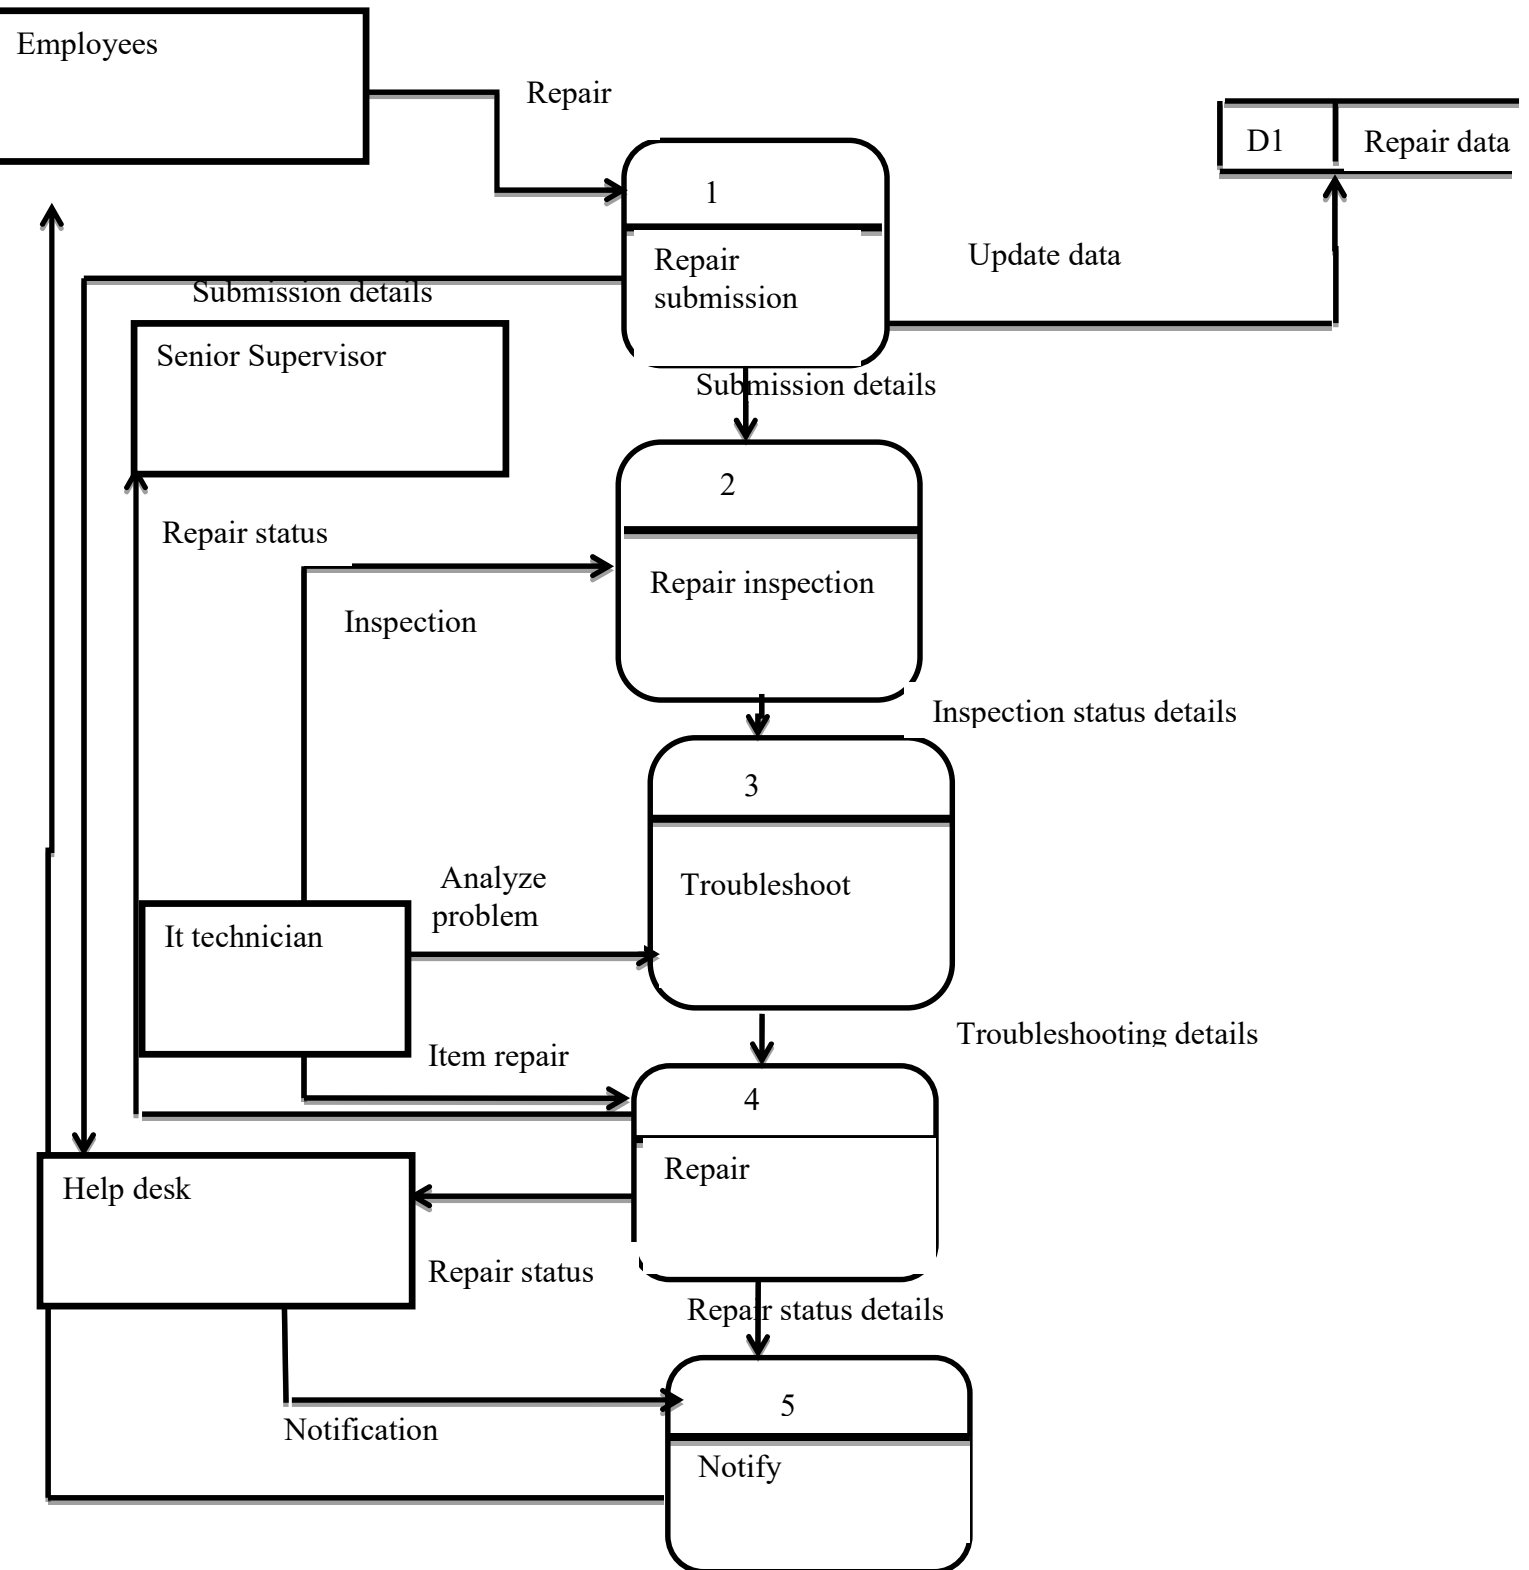 Employees
Repair
D1
Repair data
1
Repair
submission
Update data
Submission details
Senior Supervisor
Submission details
2
Repair status
Repair inspection
Inspection
Inspection status details
3
Analyze
problem
Troubleshoot
It technician
Troubleshooting details
Item repair
4
Repair
Help desk
Repair status
Repair status details
5
Notification
Notify